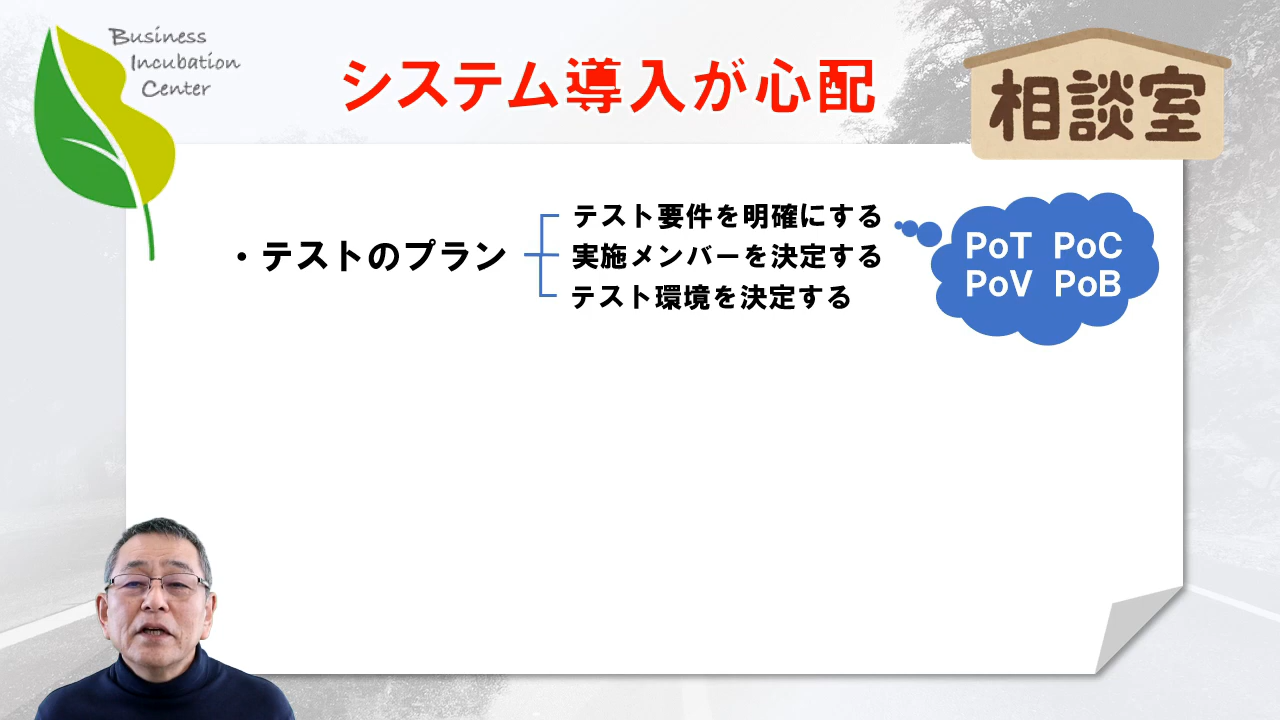 Business
Incubation
Center
システム導入が心配
相談室
・テストのプラン
テスト要件を明確にする
実施メンバーを決定する
テスト環境を決定する
PoT PoC
PoV PoB